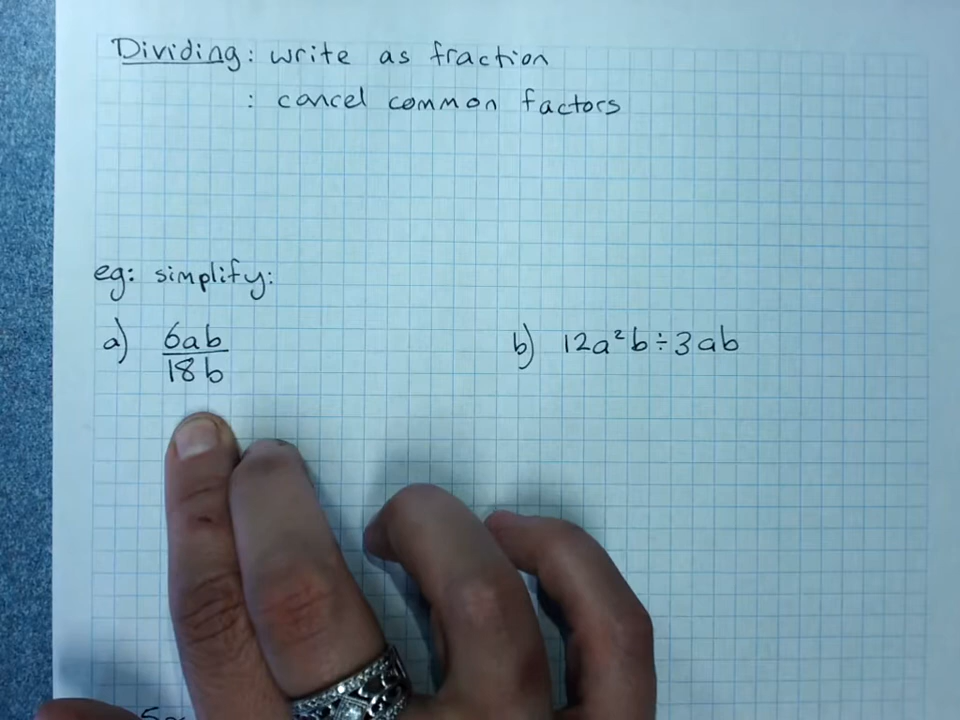 Dividing: write as fraction
: cancel common factors
eg: simplify:
a) 6ab/18b
b) 12a²b÷3ab